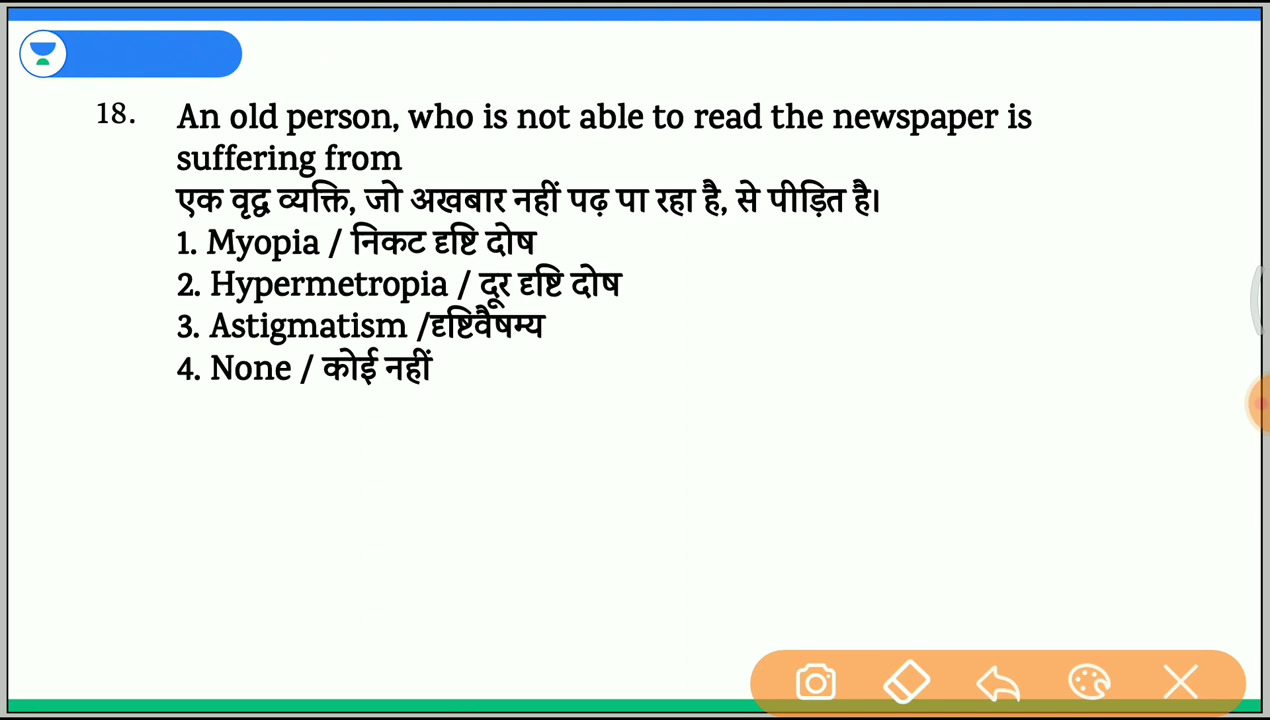 18. An old person, who is not able to read the newspaper is
suffering from
एक वृद्ध व्यक्ति, जो अखबार नहीं पढ़ पा रहा है, से पीड़ित है।
1. Myopia / निकट दृष्टि दोष
2. Hypermetropia / दूर दृष्टि दोष
3. Astigmatism /दृष्टिवैषम्य
4. None / कोई नहीं